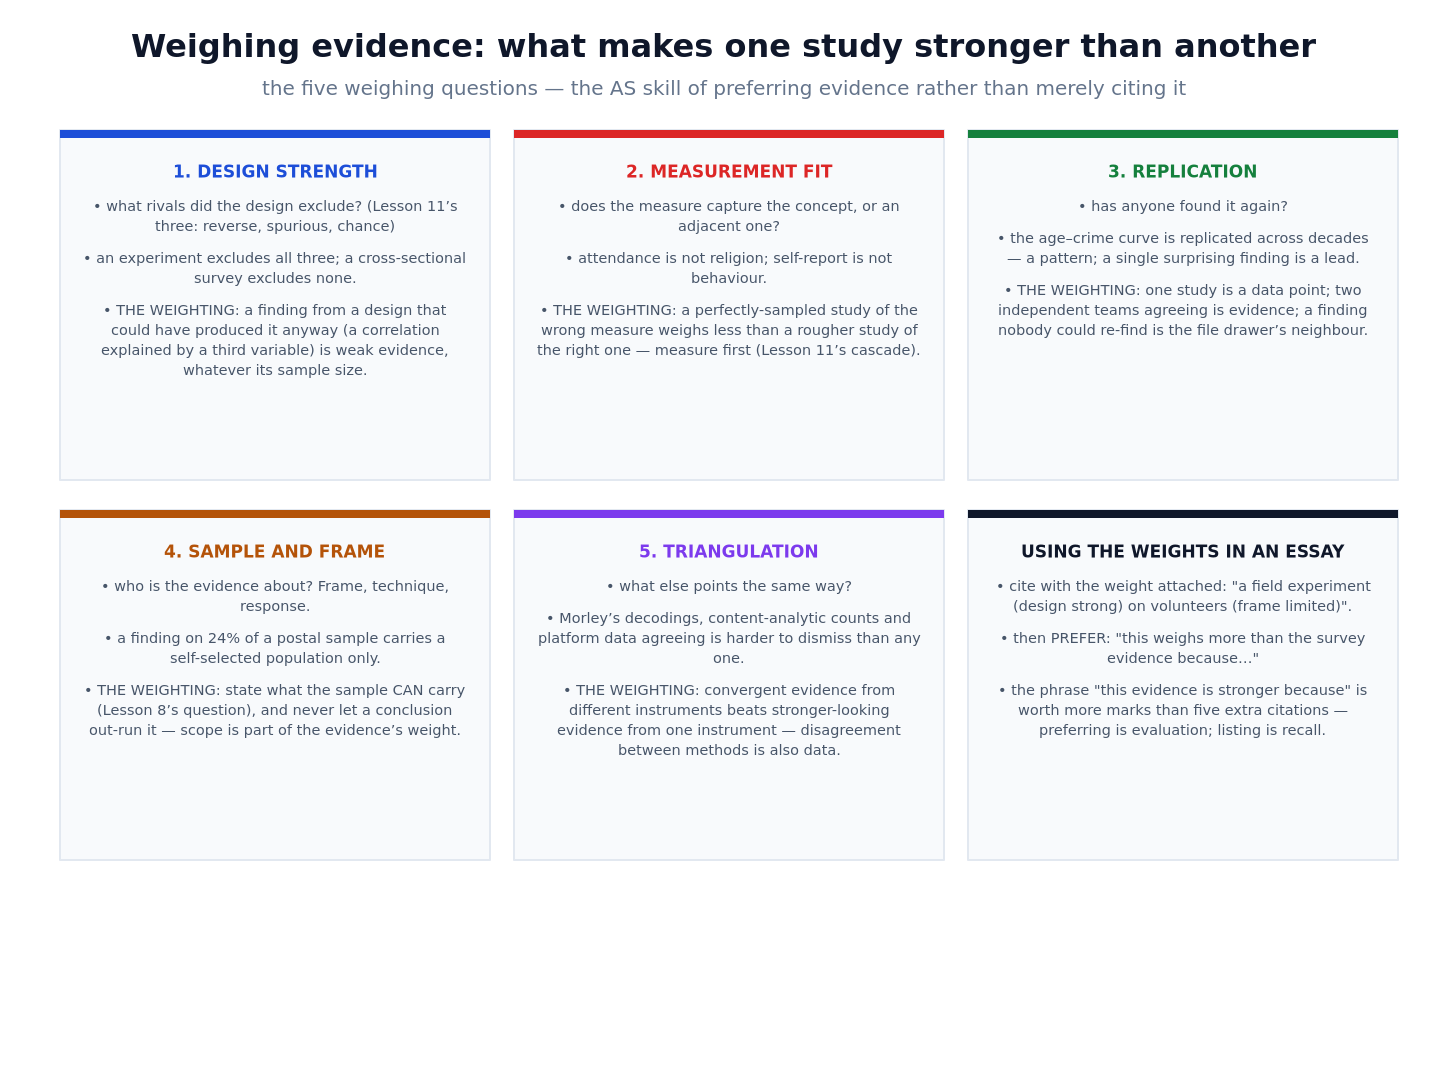 Weighing evidence: what makes one study stronger than another
the five weighing questions — the AS skill of preferring evidence rather than merely citing it
1. DESIGN STRENGTH
• what rivals did the design exclude? (Lesson 11’s
three: reverse, spurious, chance)
• an experiment excludes all three; a cross-sectional
survey excludes none.
• THE WEIGHTING: a finding from a design that
could have produced it anyway (a correlation
explained by a third variable) is weak evidence,
whatever its sample size.
2. MEASUREMENT FIT
• does the measure capture the concept, or an
adjacent one?
• attendance is not religion; self-report is not
behaviour.
• THE WEIGHTING: a perfectly-sampled study of the
wrong measure weighs less than a rougher study of
the right one — measure first (Lesson 11’s cascade).
3. REPLICATION
• has anyone found it again?
• the age–crime curve is replicated across decades
— a pattern; a single surprising finding is a lead.
• THE WEIGHTING: one study is a data point; two
independent teams agreeing is evidence; a finding
nobody could re-find is the file drawer’s neighbour.
4. SAMPLE AND FRAME
• who is the evidence about? Frame, technique,
response.
• a finding on 24% of a postal sample carries a
self-selected population only.
• THE WEIGHTING: state what the sample CAN carry
(Lesson 8’s question), and never let a conclusion
out-run it — scope is part of the evidence’s weight.
5. TRIANGULATION
• what else points the same way?
• Morley’s decodings, content-analytic counts and
platform data agreeing is harder to dismiss than any
one.
• THE WEIGHTING: convergent evidence from
different instruments beats stronger-looking
evidence from one instrument — disagreement
between methods is also data.
USING THE WEIGHTS IN AN ESSAY
• cite with the weight attached: "a field experiment
(design strong) on volunteers (frame limited)".
• then PREFER: "this weighs more than the survey
evidence because…"
• the phrase "this evidence is stronger because" is
worth more marks than five extra citations —
preferring is evaluation; listing is recall.